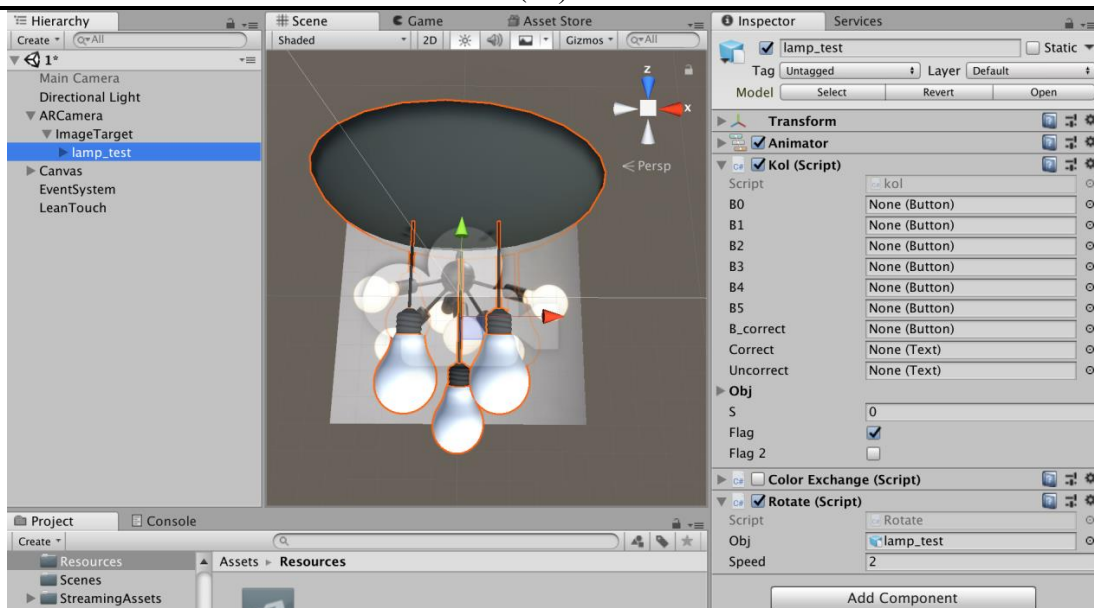 Hierarchy
Create
Q▾All
1*
Main Camera
Directional Light
ARCamera
ImageTarget
lamp_test
Canvas
EventSystem
LeanTouch
Scene
Game
Asset Store
Shaded
2D
Gizmos
Q▾All
z
x
Persp
Inspector
Services
lamp_test
Static
Tag Untagged Layer Default
Model Select Revert Open
Transform
Animator
Kol (Script)
Script kol
B0 None (Button)
B1 None (Button)
B2 None (Button)
B3 None (Button)
B4 None (Button)
B5 None (Button)
B_correct None (Button)
Correct None (Text)
Uncorrect None (Text)
Obj
S 0
Flag
Flag 2
Color Exchange (Script)
Rotate (Script)
Script Rotate
Obj lamp_test
Speed 2
Add Component
Project
Console
Create
Resources
Scenes
StreamingAssets
Assets ▸ Resources